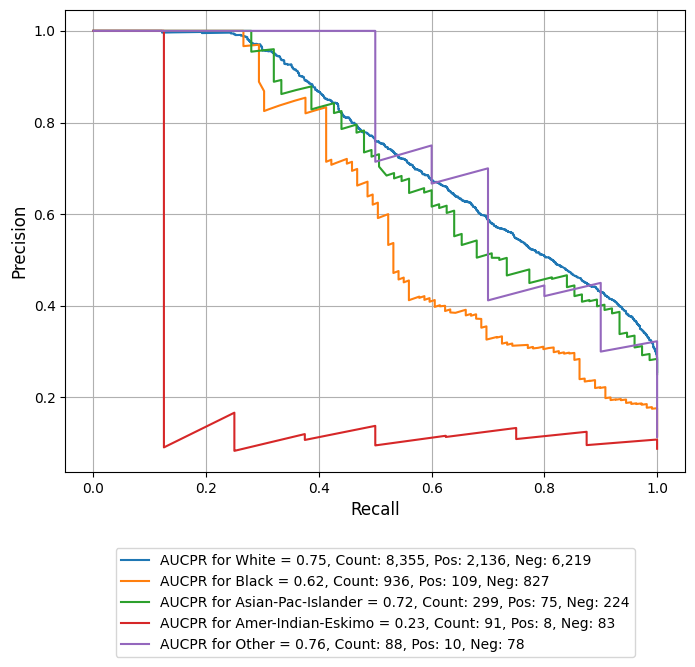 1.0
0.8
0.6
0.4
0.2
Precision
0.0 0.2 0.4 0.6 0.8 1.0
Recall
AUCPR for White = 0.75, Count: 8,355, Pos: 2,136, Neg: 6,219
AUCPR for Black = 0.62, Count: 936, Pos: 109, Neg: 827
AUCPR for Asian-Pac-Islander = 0.72, Count: 299, Pos: 75, Neg: 224
AUCPR for Amer-Indian-Eskimo = 0.23, Count: 91, Pos: 8, Neg: 83
AUCPR for Other = 0.76, Count: 88, Pos: 10, Neg: 78